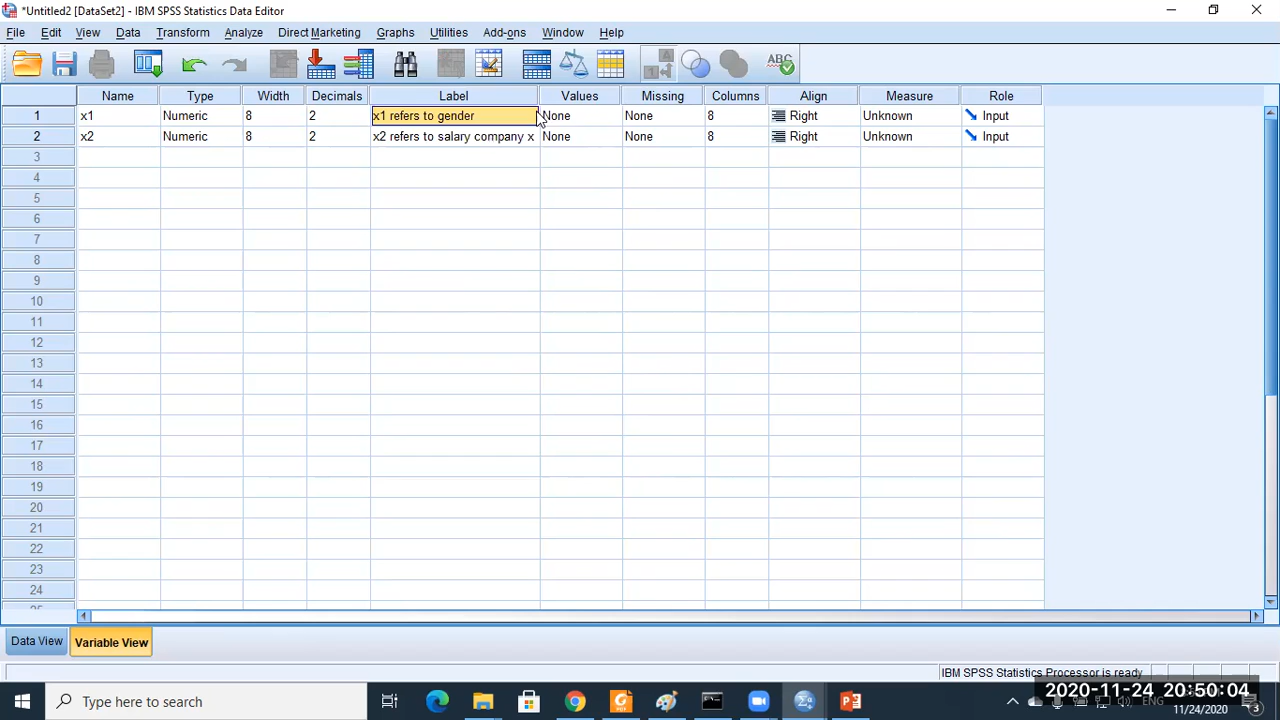 *Untitled2 [DataSet2] - IBM SPSS Statistics Data Editor
File Edit View Data Transform Analyze Direct Marketing Graphs Utilities Add-ons Window Help
Name Type Width Decimals Label Values Missing Columns Align Measure Role
1 x1 Numeric 8 2 x1 refers to gender None None 8 Right Unknown Input
2 x2 Numeric 8 2 x2 refers to salary company x None None 8 Right Unknown Input
3
4
5
6
7
8
9
10
11
12
13
14
15
16
17
18
19
20
21
22
23
24
Data View Variable View
IBM SPSS Statistics Processor is ready
Type here to search
ENG
2020-11-24 20:50:04
11/24/2020
3